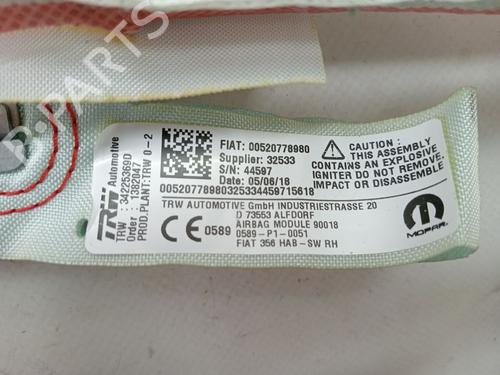 TRW
Automotive
TRW : 34225369D
Order : 1382047
PROD.PLANT:TRW 0-2
FIAT: 00520778980
Supplier: 32533
S/N: 44597
Date: 05/06/18
00520778980325334459715618
CAUTION :
THIS ASSEMBLY
CONTAINS AN EXPLOSIVE
IGNITER DO NOT REMOVE,
IMPACT OR DISASSEMBLE
TRW AUTOMOTIVE GmbH INDUSTRIESTRASSE 20
D 73553 ALFDORF
AIRBAG MODULE 90018
0589-P1-0051
FIAT 356 HAB-SW RH
CE 0589
MOPAR
B-PARTS